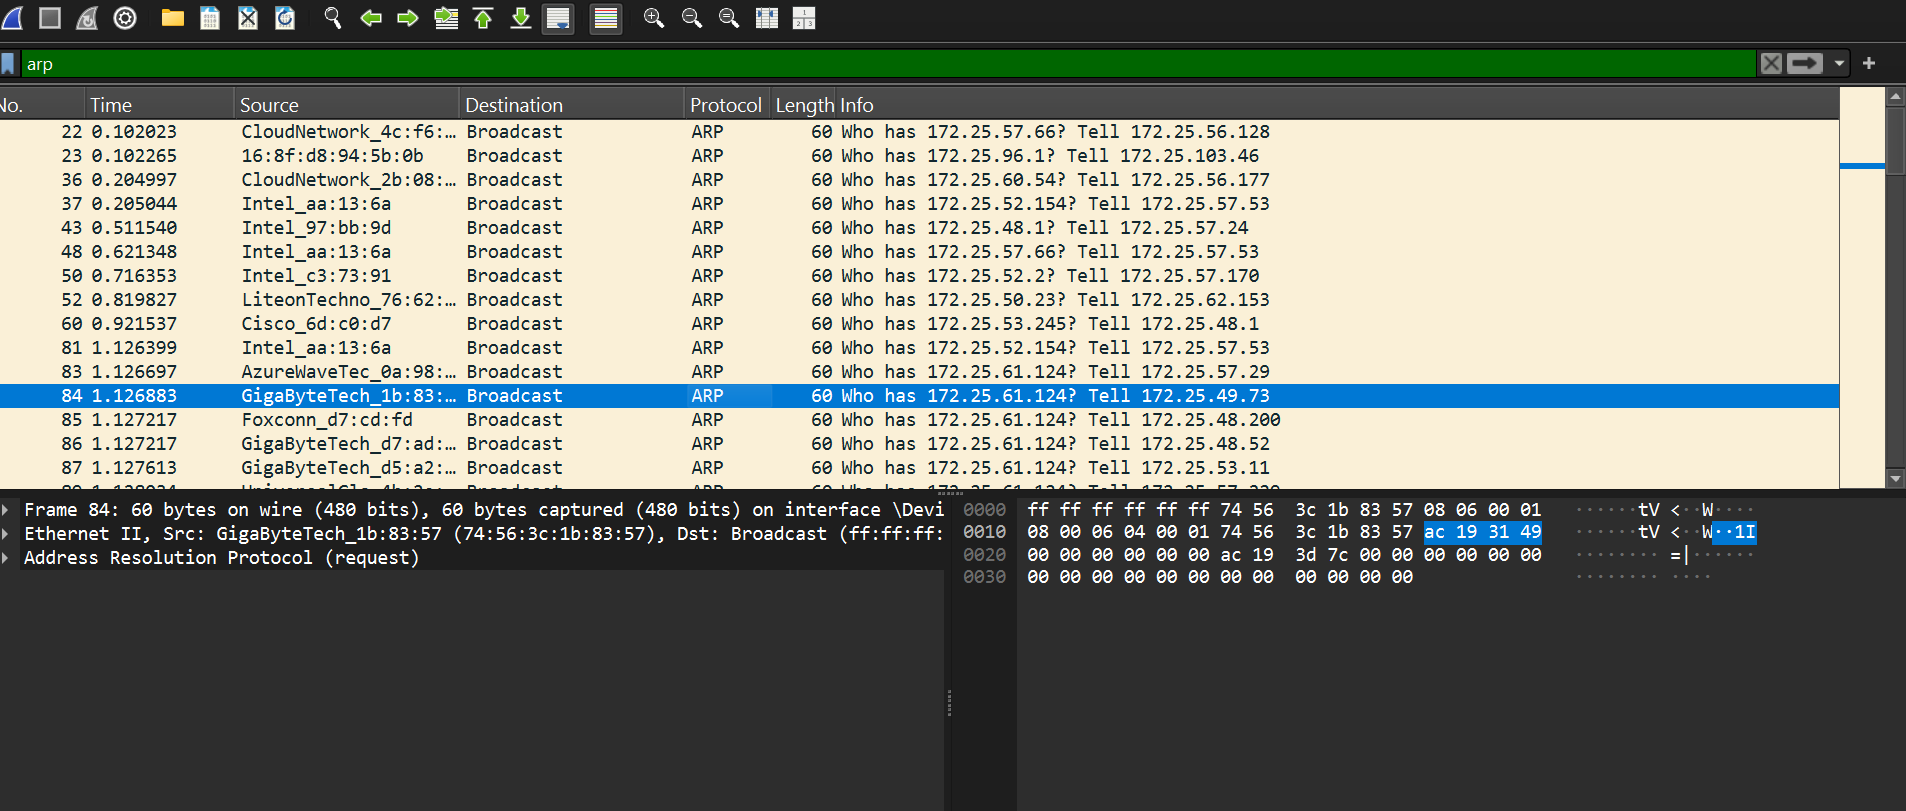 arp
No. Time Source Destination Protocol Length Info
22 0.102023 CloudNetwork_4c:f6:… Broadcast ARP 60 Who has 172.25.57.66? Tell 172.25.56.128
23 0.102265 16:8f:d8:94:5b:0b Broadcast ARP 60 Who has 172.25.96.1? Tell 172.25.103.46
36 0.204997 CloudNetwork_2b:08:… Broadcast ARP 60 Who has 172.25.60.54? Tell 172.25.56.177
37 0.205044 Intel_aa:13:6a Broadcast ARP 60 Who has 172.25.52.154? Tell 172.25.57.53
43 0.511540 Intel_97:bb:9d Broadcast ARP 60 Who has 172.25.48.1? Tell 172.25.57.24
48 0.621348 Intel_aa:13:6a Broadcast ARP 60 Who has 172.25.57.66? Tell 172.25.57.53
50 0.716353 Intel_c3:73:91 Broadcast ARP 60 Who has 172.25.52.2? Tell 172.25.57.170
52 0.819827 LiteonTechno_76:62:… Broadcast ARP 60 Who has 172.25.50.23? Tell 172.25.62.153
60 0.921537 Cisco_6d:c0:d7 Broadcast ARP 60 Who has 172.25.53.245? Tell 172.25.48.1
81 1.126399 Intel_aa:13:6a Broadcast ARP 60 Who has 172.25.52.154? Tell 172.25.57.53
83 1.126697 AzureWaveTec_0a:98:… Broadcast ARP 60 Who has 172.25.61.124? Tell 172.25.57.29
84 1.126883 GigaByteTech_1b:83:… Broadcast ARP 60 Who has 172.25.61.124? Tell 172.25.49.73
85 1.127217 Foxconn_d7:cd:fd Broadcast ARP 60 Who has 172.25.61.124? Tell 172.25.48.200
86 1.127217 GigaByteTech_d7:ad:… Broadcast ARP 60 Who has 172.25.61.124? Tell 172.25.48.52
87 1.127613 GigaByteTech_d5:a2:… Broadcast ARP 60 Who has 172.25.61.124? Tell 172.25.53.11
Frame 84: 60 bytes on wire (480 bits), 60 bytes captured (480 bits) on interface \Devi
Ethernet II, Src: GigaByteTech_1b:83:57 (74:56:3c:1b:83:57), Dst: Broadcast (ff:ff:ff:
Address Resolution Protocol (request)
0000 ff ff ff ff ff ff 74 56 3c 1b 83 57 08 06 00 01 ······tV <··W····
0010 08 00 06 04 00 01 74 56 3c 1b 83 57 ac 19 31 49 ······tV <··W··1I
0020 00 00 00 00 00 00 ac 19 3d 7c 00 00 00 00 00 00 ········ =|······
0030 00 00 00 00 00 00 00 00 00 00 00 00 ········ ····